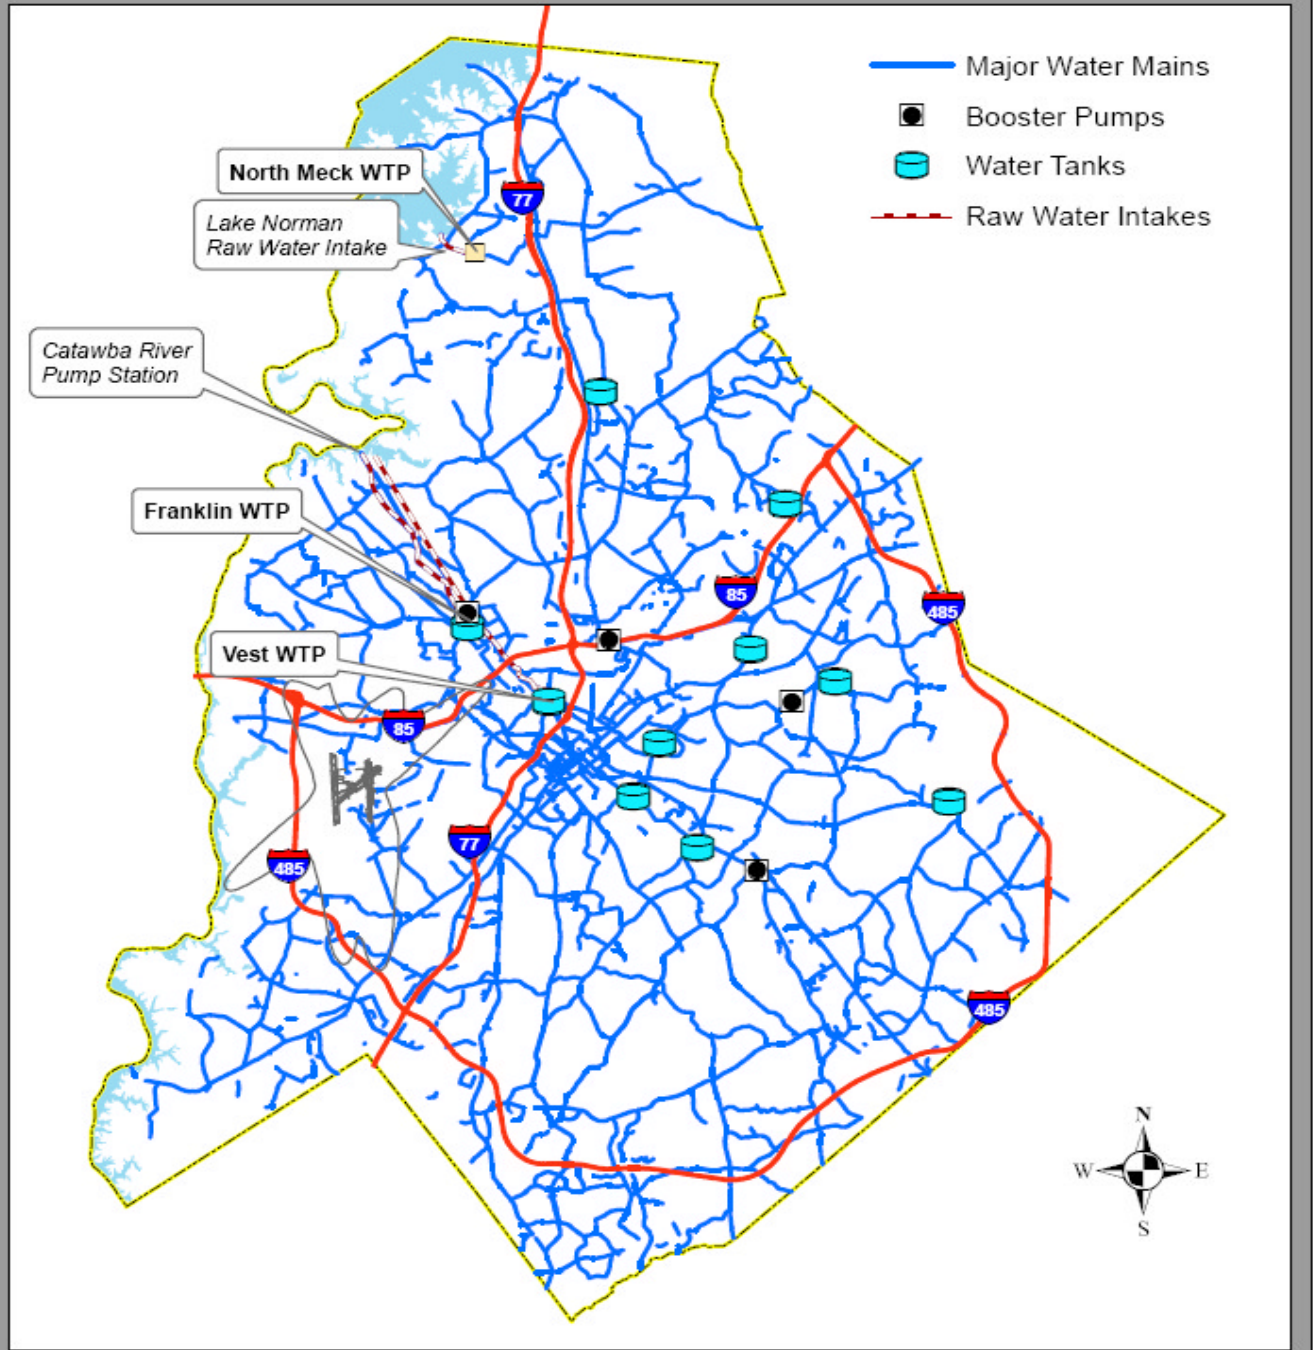 Major Water Mains
Booster Pumps
Water Tanks
Raw Water Intakes
North Meck WTP
77
Lake Norman
Raw Water Intake
Catawba River
Pump Station
Franklin WTP
85
485
Vest WTP
85
77
485
485
N
W E
S